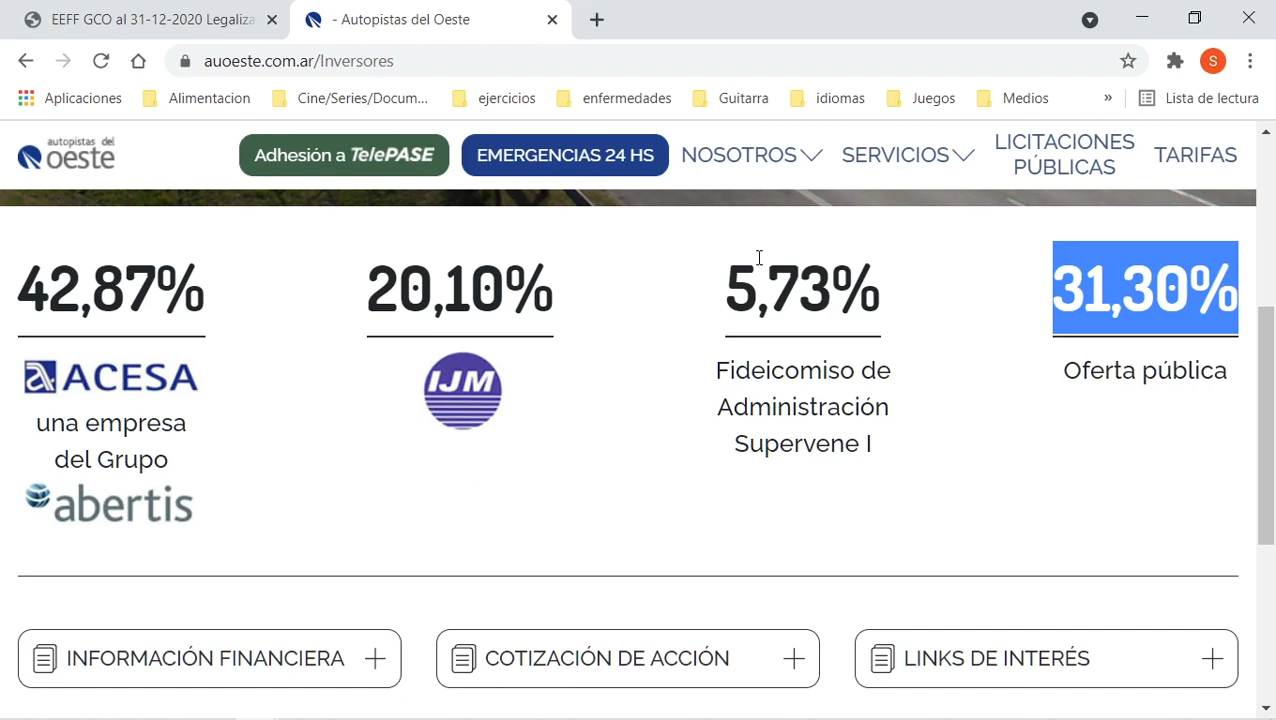 EEFF GCO al 31-12-2020 Legaliza
- Autopistas del Oeste
auoeste.com.ar/Inversores
S
Aplicaciones
Alimentacion
Cine/Series/Docum...
ejercicios
enfermedades
Guitarra
idiomas
Juegos
Medios
»
Lista de lectura
autopistas del
oeste
Adhesión a TelePASE
EMERGENCIAS 24 HS
NOSOTROS
SERVICIOS
LICITACIONES
PÚBLICAS
TARIFAS
42,87%
ACESA
una empresa
del Grupo
abertis
20,10%
IJM
5,73%
Fideicomiso de
Administración
Supervene I
31,30%
Oferta pública
INFORMACIÓN FINANCIERA
COTIZACIÓN DE ACCIÓN
LINKS DE INTERÉS